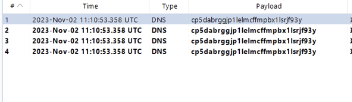 # Time Type Payload
1 2023-Nov-02 11:10:53.358 UTC DNS cp5dabrggjp1lelmcffmpbx1lsrjf93y
2 2023-Nov-02 11:10:53.358 UTC DNS cp5dabrggjp1lelmcffmpbx1lsrjf93y
3 2023-Nov-02 11:10:53.358 UTC DNS cp5dabrggjp1lelmcffmpbx1lsrjf93y
4 2023-Nov-02 11:10:53.358 UTC DNS cp5dabrggjp1lelmcffmpbx1lsrjf93y